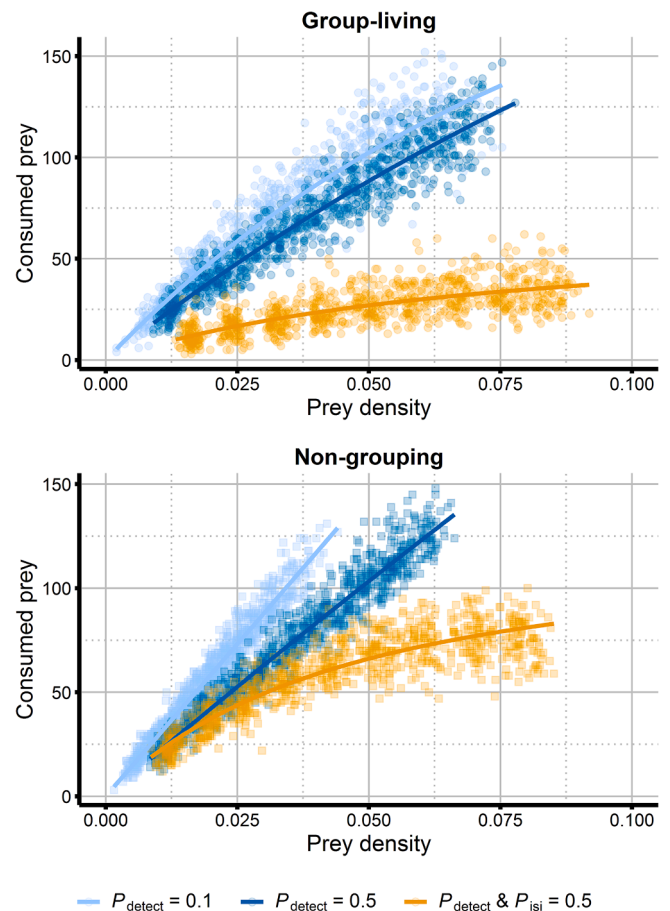 Group-living
150
100
50
0
Consumed prey
0.000 0.025 0.050 0.075 0.100
Prey density
Non-grouping
150
100
50
0
Consumed prey
0.000 0.025 0.050 0.075 0.100
Prey density
Pdetect = 0.1 Pdetect = 0.5 Pdetect & Pisi = 0.5